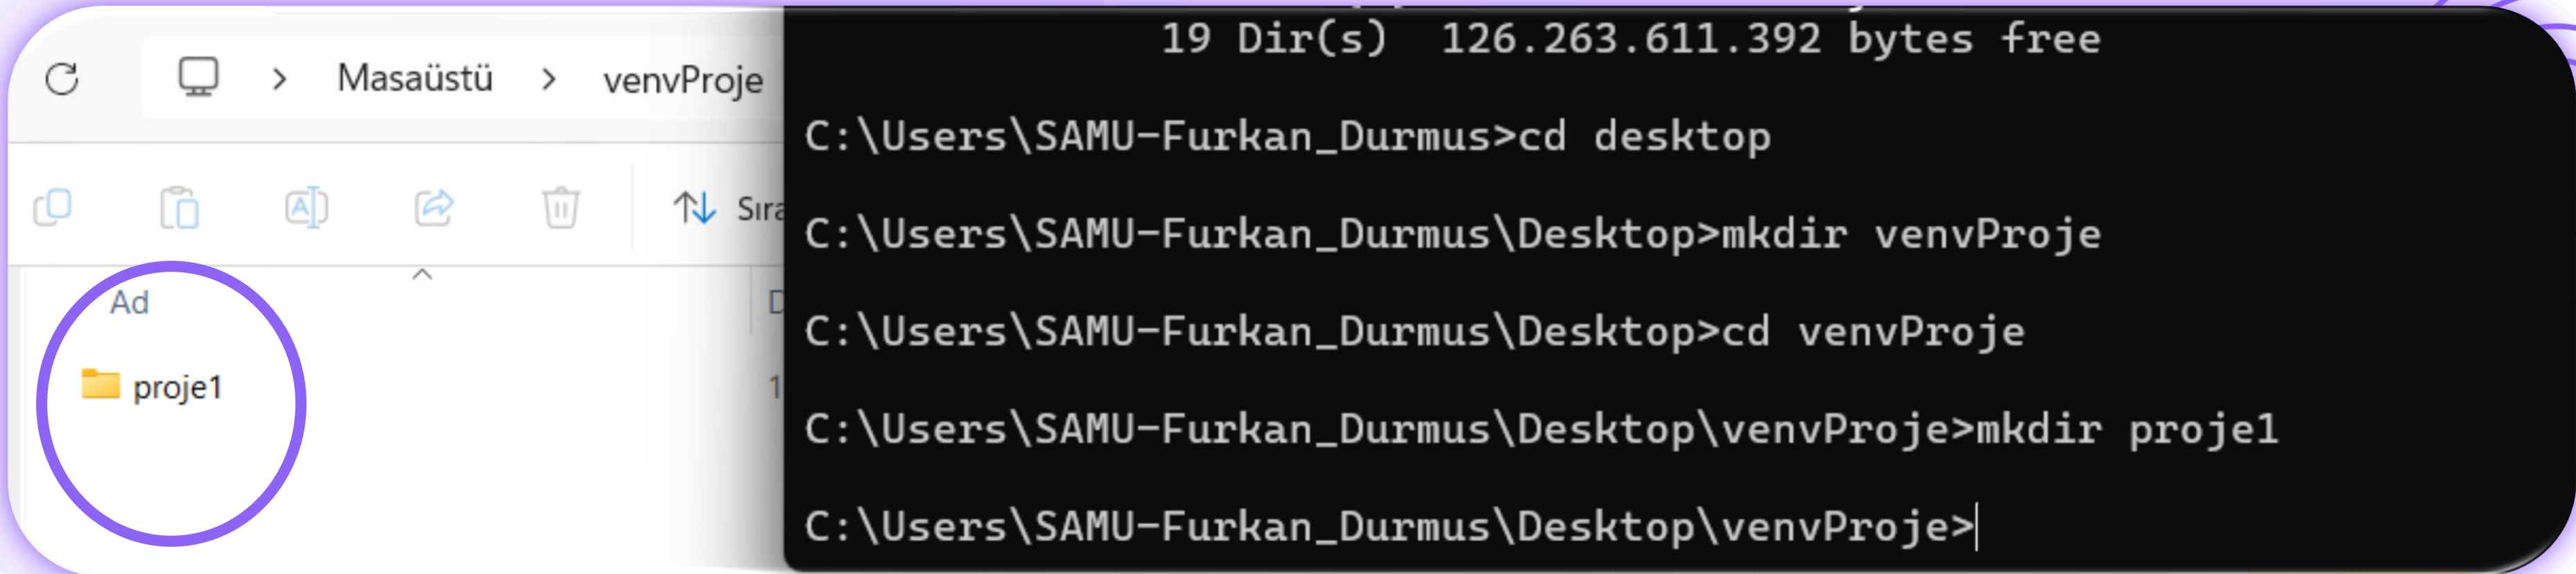 Masaüstü > venvProje
Sıra
Ad
proje1
19 Dir(s) 126.263.611.392 bytes free
C:\Users\SAMU-Furkan_Durmus>cd desktop
C:\Users\SAMU-Furkan_Durmus\Desktop>mkdir venvProje
C:\Users\SAMU-Furkan_Durmus\Desktop>cd venvProje
C:\Users\SAMU-Furkan_Durmus\Desktop\venvProje>mkdir proje1
C:\Users\SAMU-Furkan_Durmus\Desktop\venvProje>